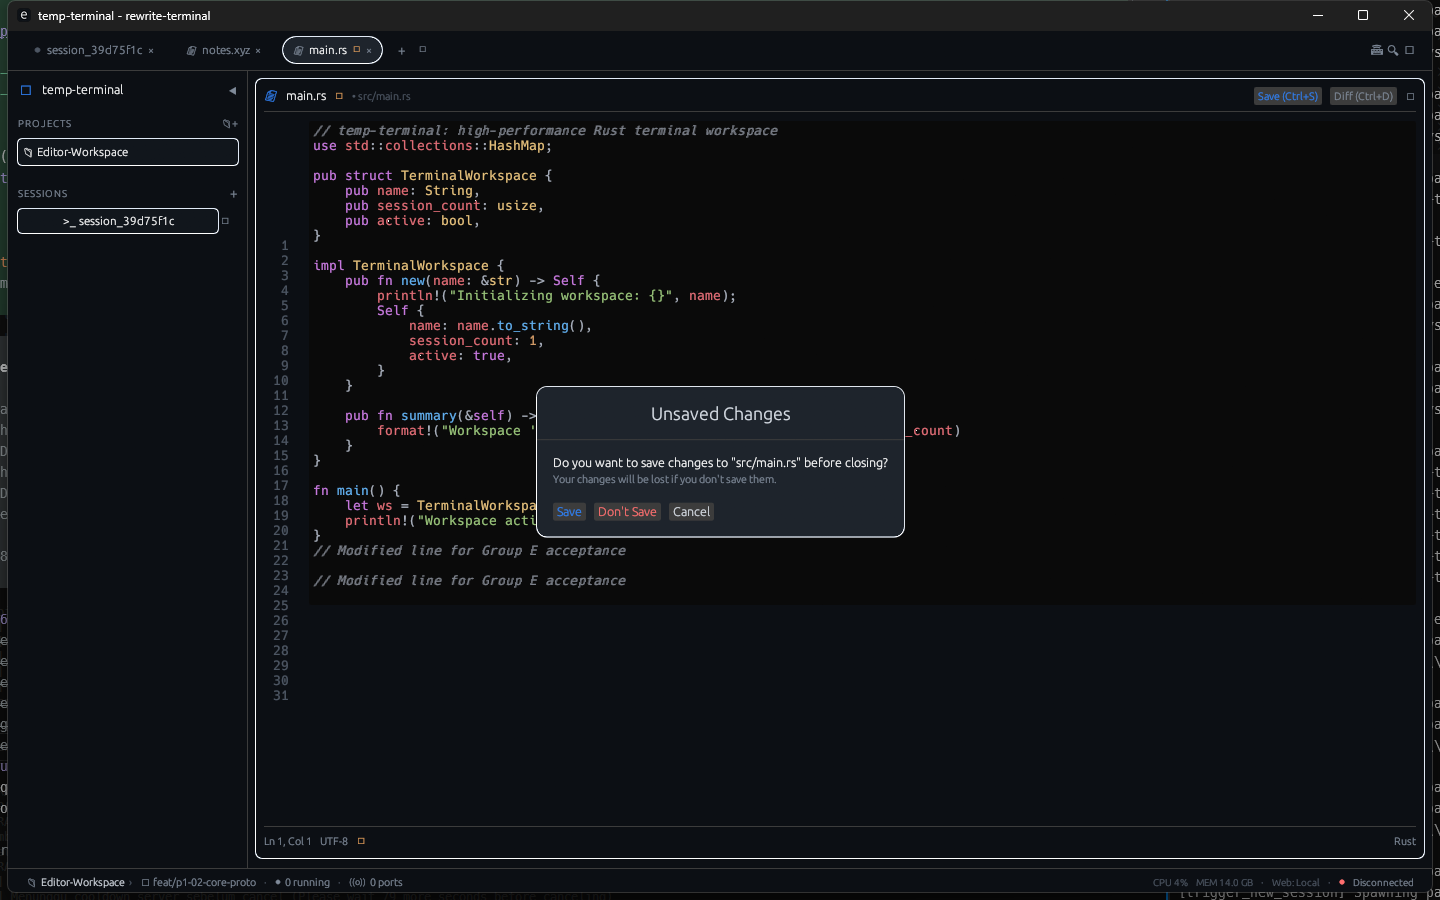 temp-terminal - rewrite-terminal
session_39d75f1c ×
notes.xyz ×
main.rs ×
+
temp-terminal
PROJECTS
Editor-Workspace
SESSIONS +
>_ session_39d75f1c
main.rs • src/main.rs
Save (Ctrl+S)
Diff (Ctrl+D)
// temp-terminal: high-performance Rust terminal workspace
use std::collections::HashMap;
pub struct TerminalWorkspace {
pub name: String,
pub session_count: usize,
pub active: bool,
}
impl TerminalWorkspace {
pub fn new(name: &str) -> Self {
println!("Initializing workspace: {}", name);
Self {
name: name.to_string(),
session_count: 1,
active: true,
}
}
pub fn summary(&self) ->
format!("Workspace ' _count)
}
}
fn main() {
let ws = TerminalWorkspa
println!("Workspace acti
}
// Modified line for Group E acceptance
// Modified line for Group E acceptance
1
2
3
4
5
6
7
8
9
10
11
12
13
14
15
16
17
18
19
20
21
22
23
24
25
26
27
28
29
30
31
Unsaved Changes
Do you want to save changes to "src/main.rs" before closing?
Your changes will be lost if you don't save them.
Save
Don't Save
Cancel
Ln 1, Col 1 UTF-8
Rust
Editor-Workspace › feat/p1-02-core-proto · 0 running · ((o)) 0 ports
CPU 4% MEM 14.0 GB · Web: Local · Disconnected